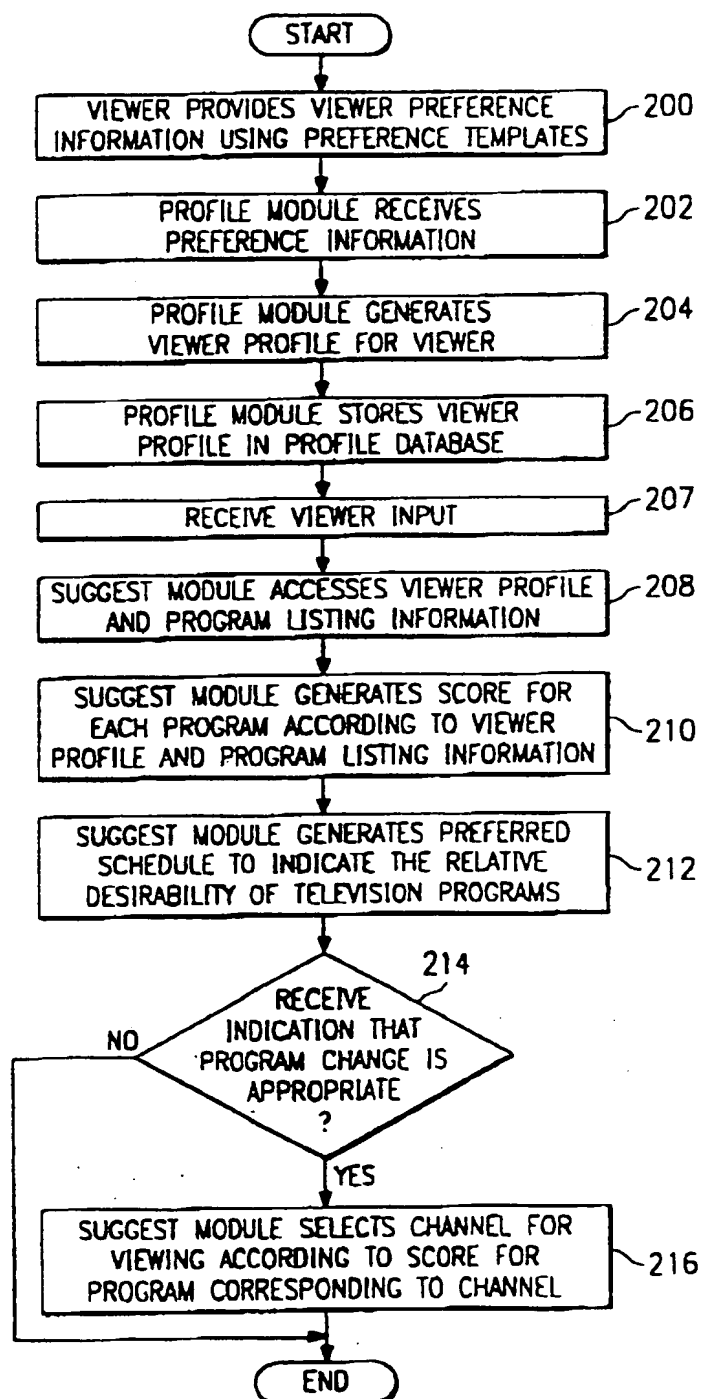 START
VIEWER PROVIDES VIEWER PREFERENCE
INFORMATION USING PREFERENCE TEMPLATES
200
PROFILE MODULE RECEIVES
PREFERENCE INFORMATION
202
PROFILE MODULE GENERATES
VIEWER PROFILE FOR VIEWER
204
PROFILE MODULE STORES VIEWER
PROFILE IN PROFILE DATABASE
206
RECEIVE VIEWER INPUT
207
SUGGEST MODULE ACCESSES VIEWER PROFILE
AND PROGRAM LISTING INFORMATION
208
SUGGEST MODULE GENERATES SCORE FOR
EACH PROGRAM ACCORDING TO VIEWER
PROFILE AND PROGRAM LISTING INFORMATION
210
SUGGEST MODULE GENERATES PREFERRED
SCHEDULE TO INDICATE THE RELATIVE
DESIRABILITY OF TELEVISION PROGRAMS
212
214
RECEIVE
INDICATION THAT
PROGRAM CHANGE IS
APPROPRIATE
?
NO
YES
SUGGEST MODULE SELECTS CHANNEL FOR
VIEWING ACCORDING TO SCORE FOR
PROGRAM CORRESPONDING TO CHANNEL
216
END